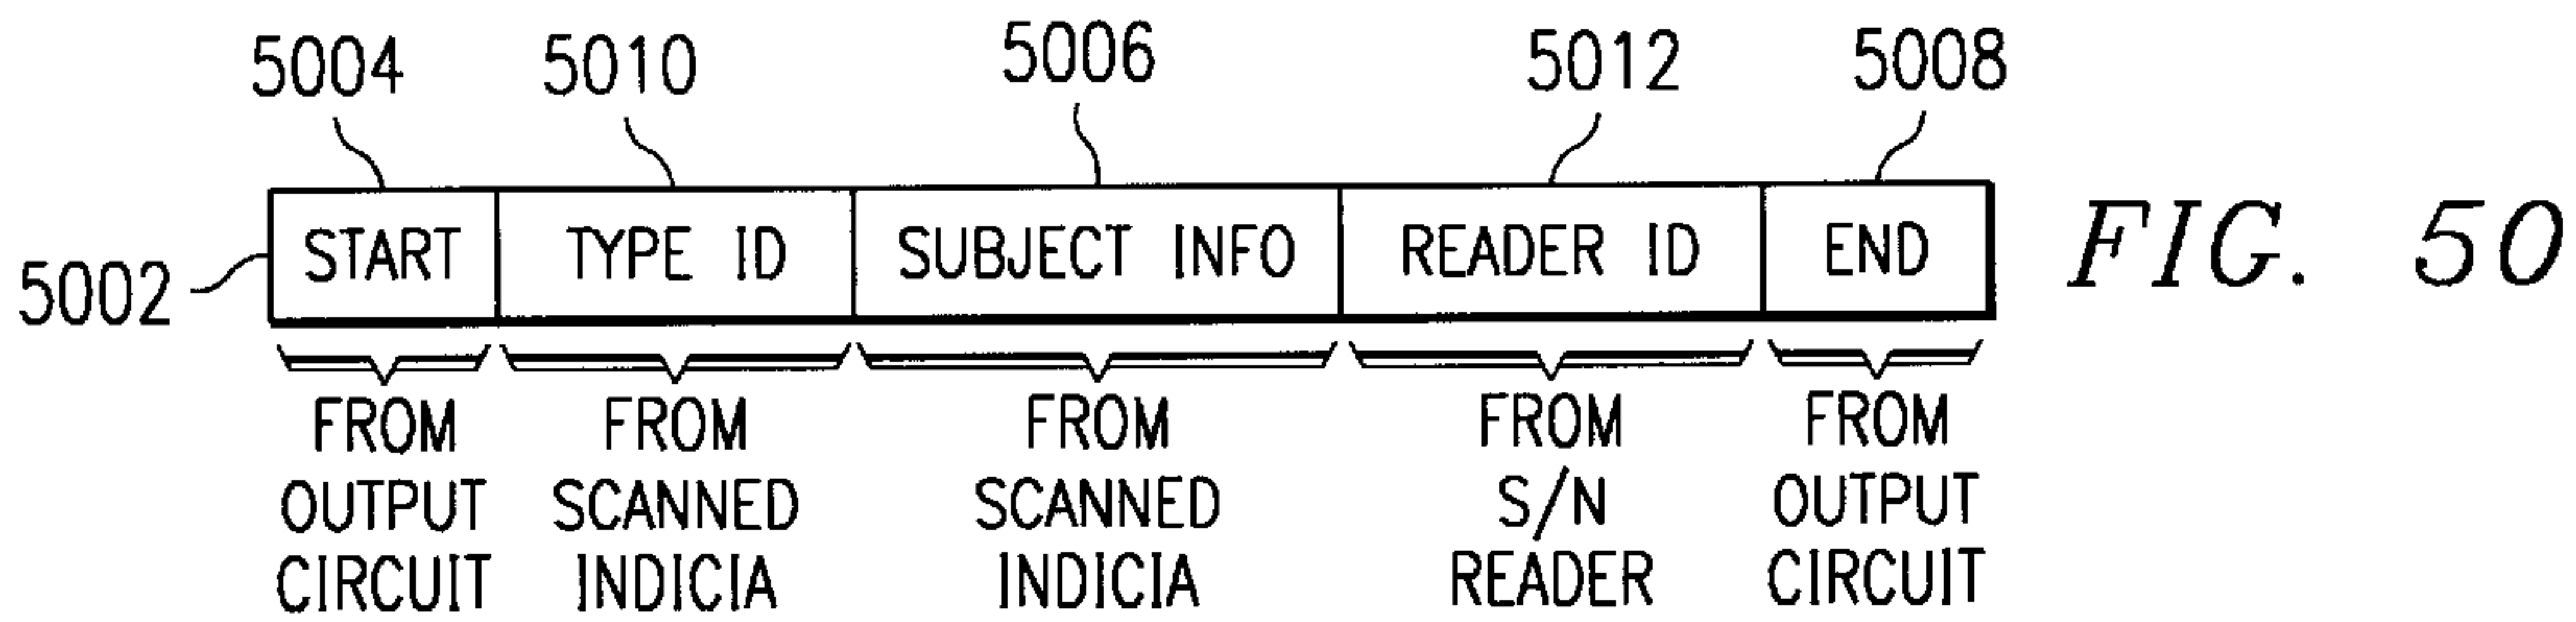 5004 5010 5006 5012 5008
5002 START TYPE ID SUBJECT INFO READER ID END FIG. 50
FROM FROM FROM FROM FROM
OUTPUT SCANNED SCANNED S/N OUTPUT
CIRCUIT INDICIA INDICIA READER CIRCUIT